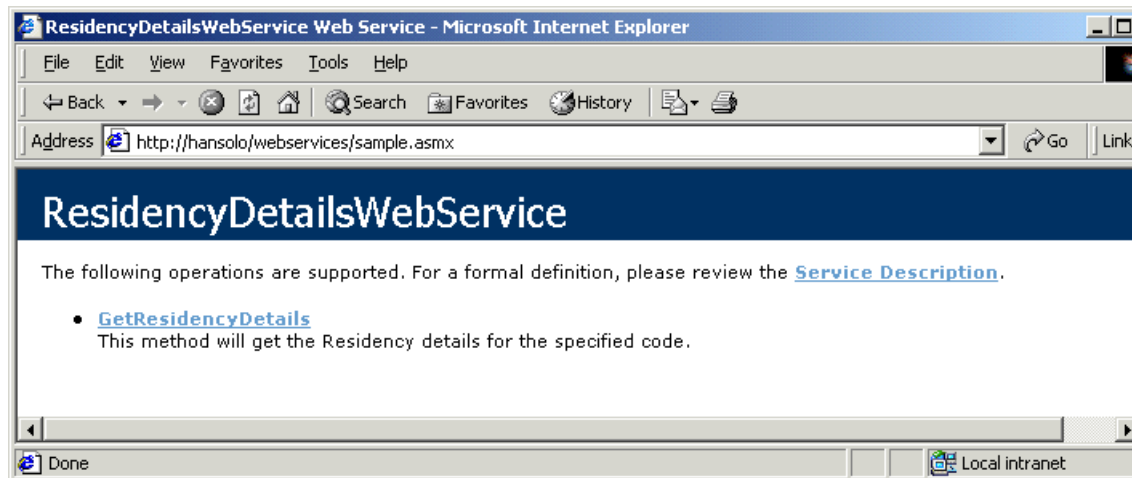 ResidencyDetailsWebService Web Service - Microsoft Internet Explorer
File Edit View Favorites Tools Help
Back Search Favorites History
Address http://hansolo/webservices/sample.asmx Go Link
ResidencyDetailsWebService
The following operations are supported. For a formal definition, please review the Service Description.
GetResidencyDetails
This method will get the Residency details for the specified code.
Done Local intranet